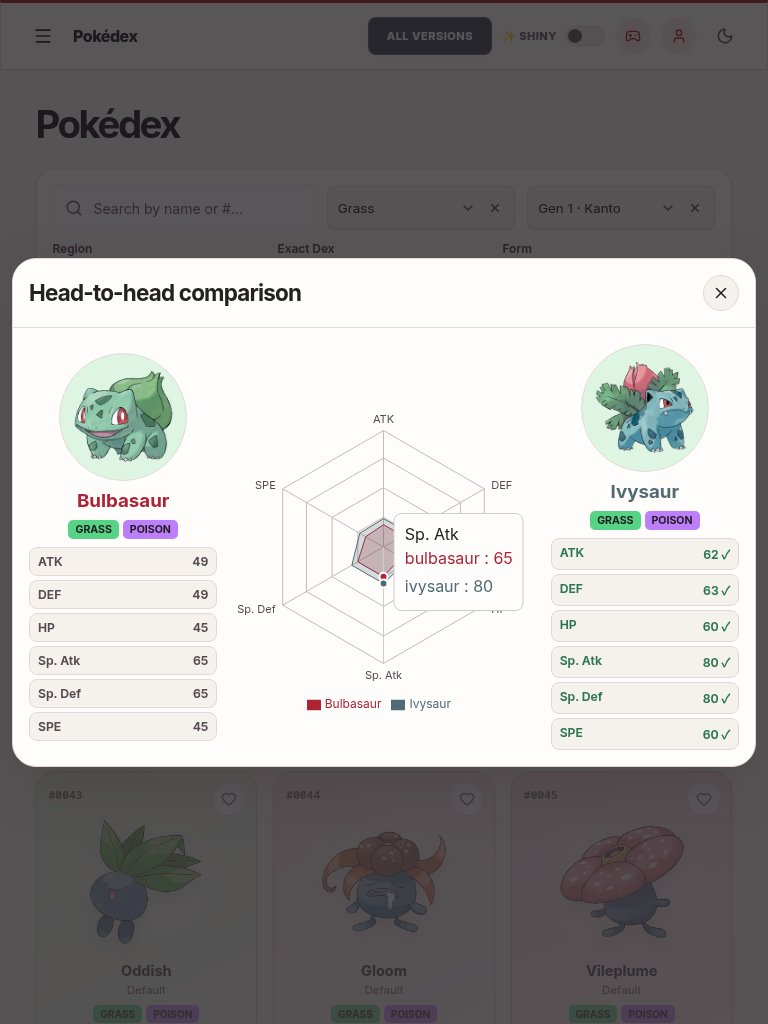 Pokédex
ALL VERSIONS
✨ SHINY
Pokédex
Search by name or #...
Grass
Gen 1 · Kanto
Region
Exact Dex
Form
Head-to-head comparison
Bulbasaur
GRASS
POISON
ATK 49
DEF 49
HP 45
Sp. Atk 65
Sp. Def 65
SPE 45
ATK
SPE
DEF
Sp. Atk
bulbasaur : 65
ivysaur : 80
Sp. Def
HP
Sp. Atk
Bulbasaur
Ivysaur
Ivysaur
GRASS
POISON
ATK 62 ✓
DEF 63 ✓
HP 60 ✓
Sp. Atk 80 ✓
Sp. Def 80 ✓
SPE 60 ✓
#0043
#0044
#0045
Oddish
Default
GRASS
POISON
Gloom
Default
GRASS
POISON
Vileplume
Default
GRASS
POISON